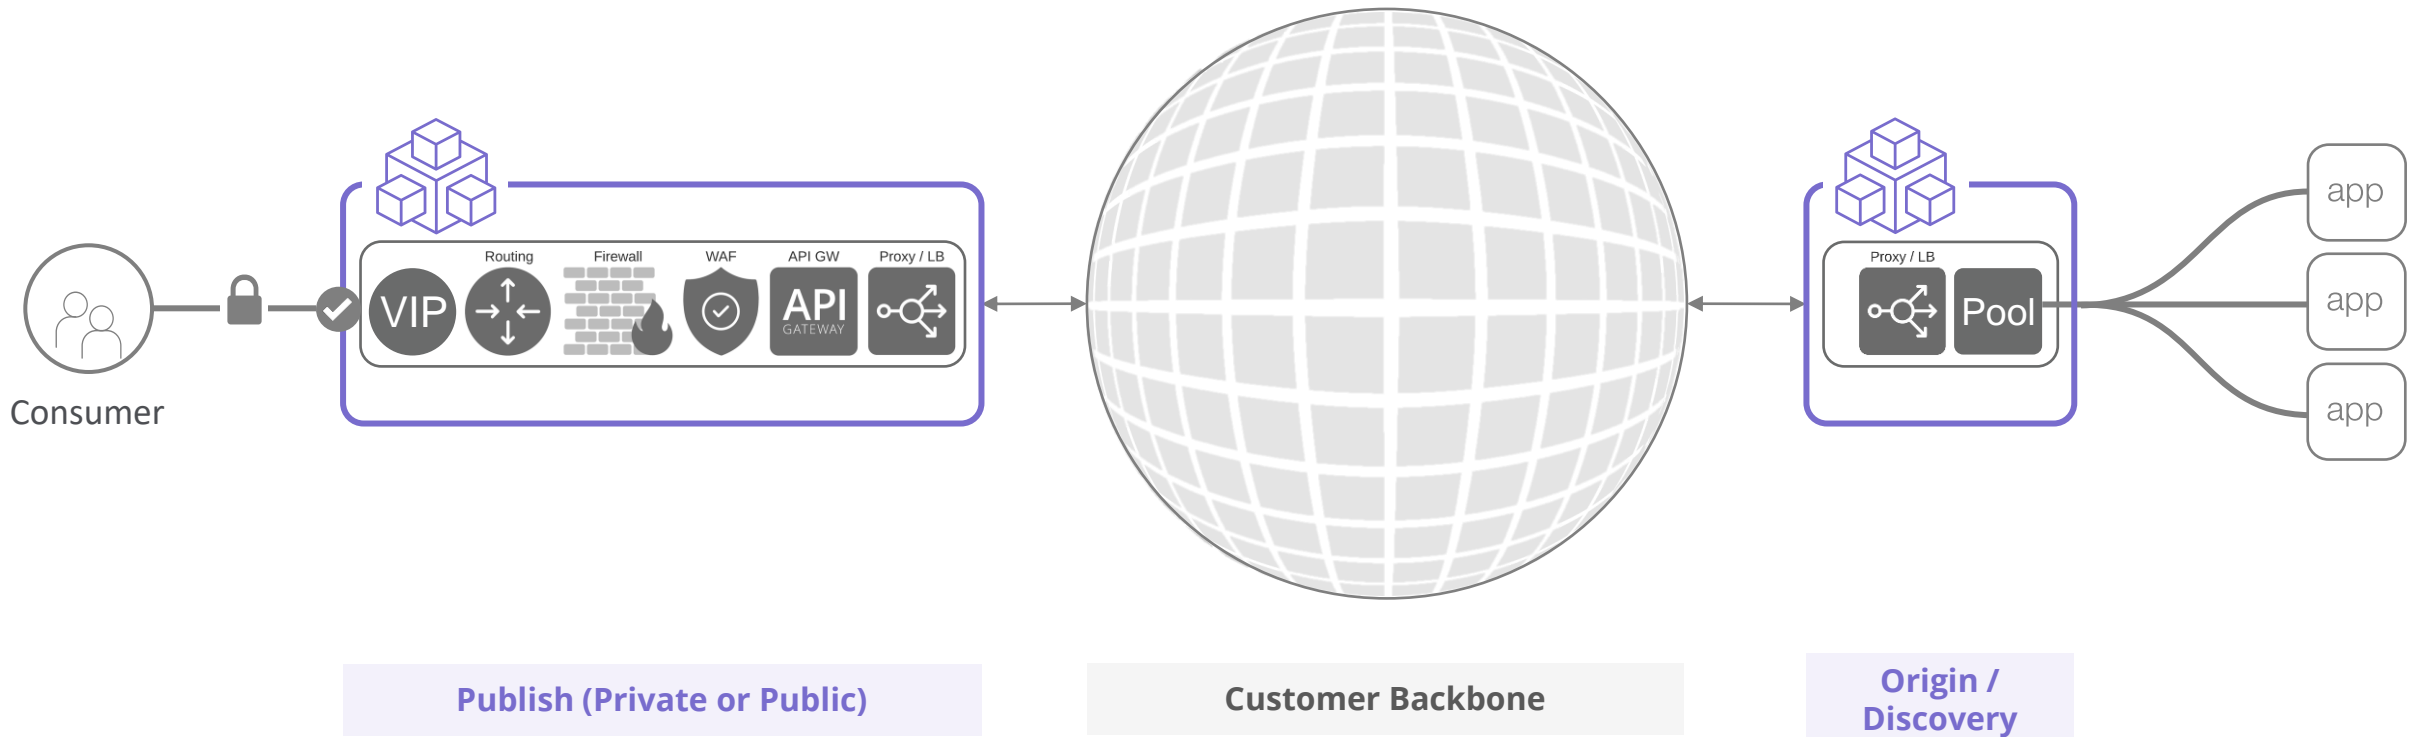 Consumer
VIP
Routing
Firewall
WAF
API GW
API
GATEWAY
Proxy / LB
Proxy / LB
Pool
app
app
app
Publish (Private or Public)
Customer Backbone
Origin /
Discovery